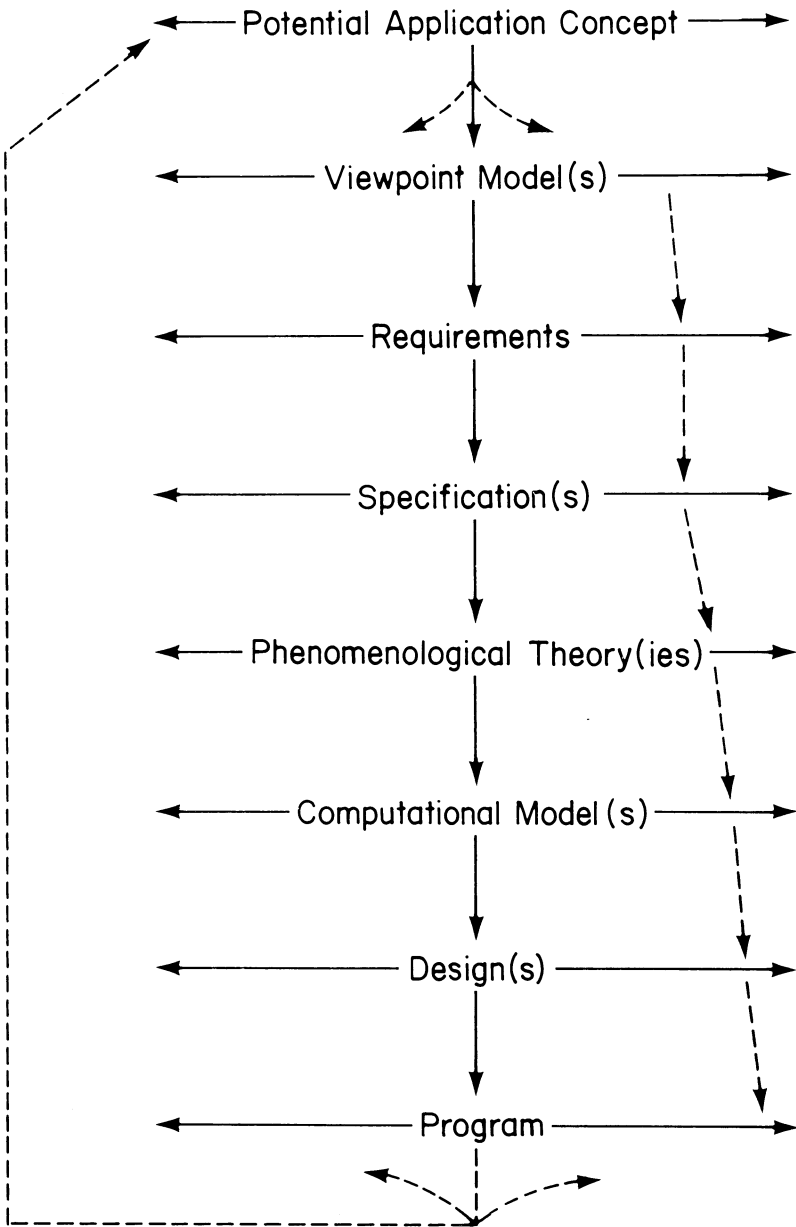 Potential Application Concept
Viewpoint Model(s)
Requirements
Specification(s)
Phenomenological Theory(ies)
Computational Model(s)
Design(s)
Program